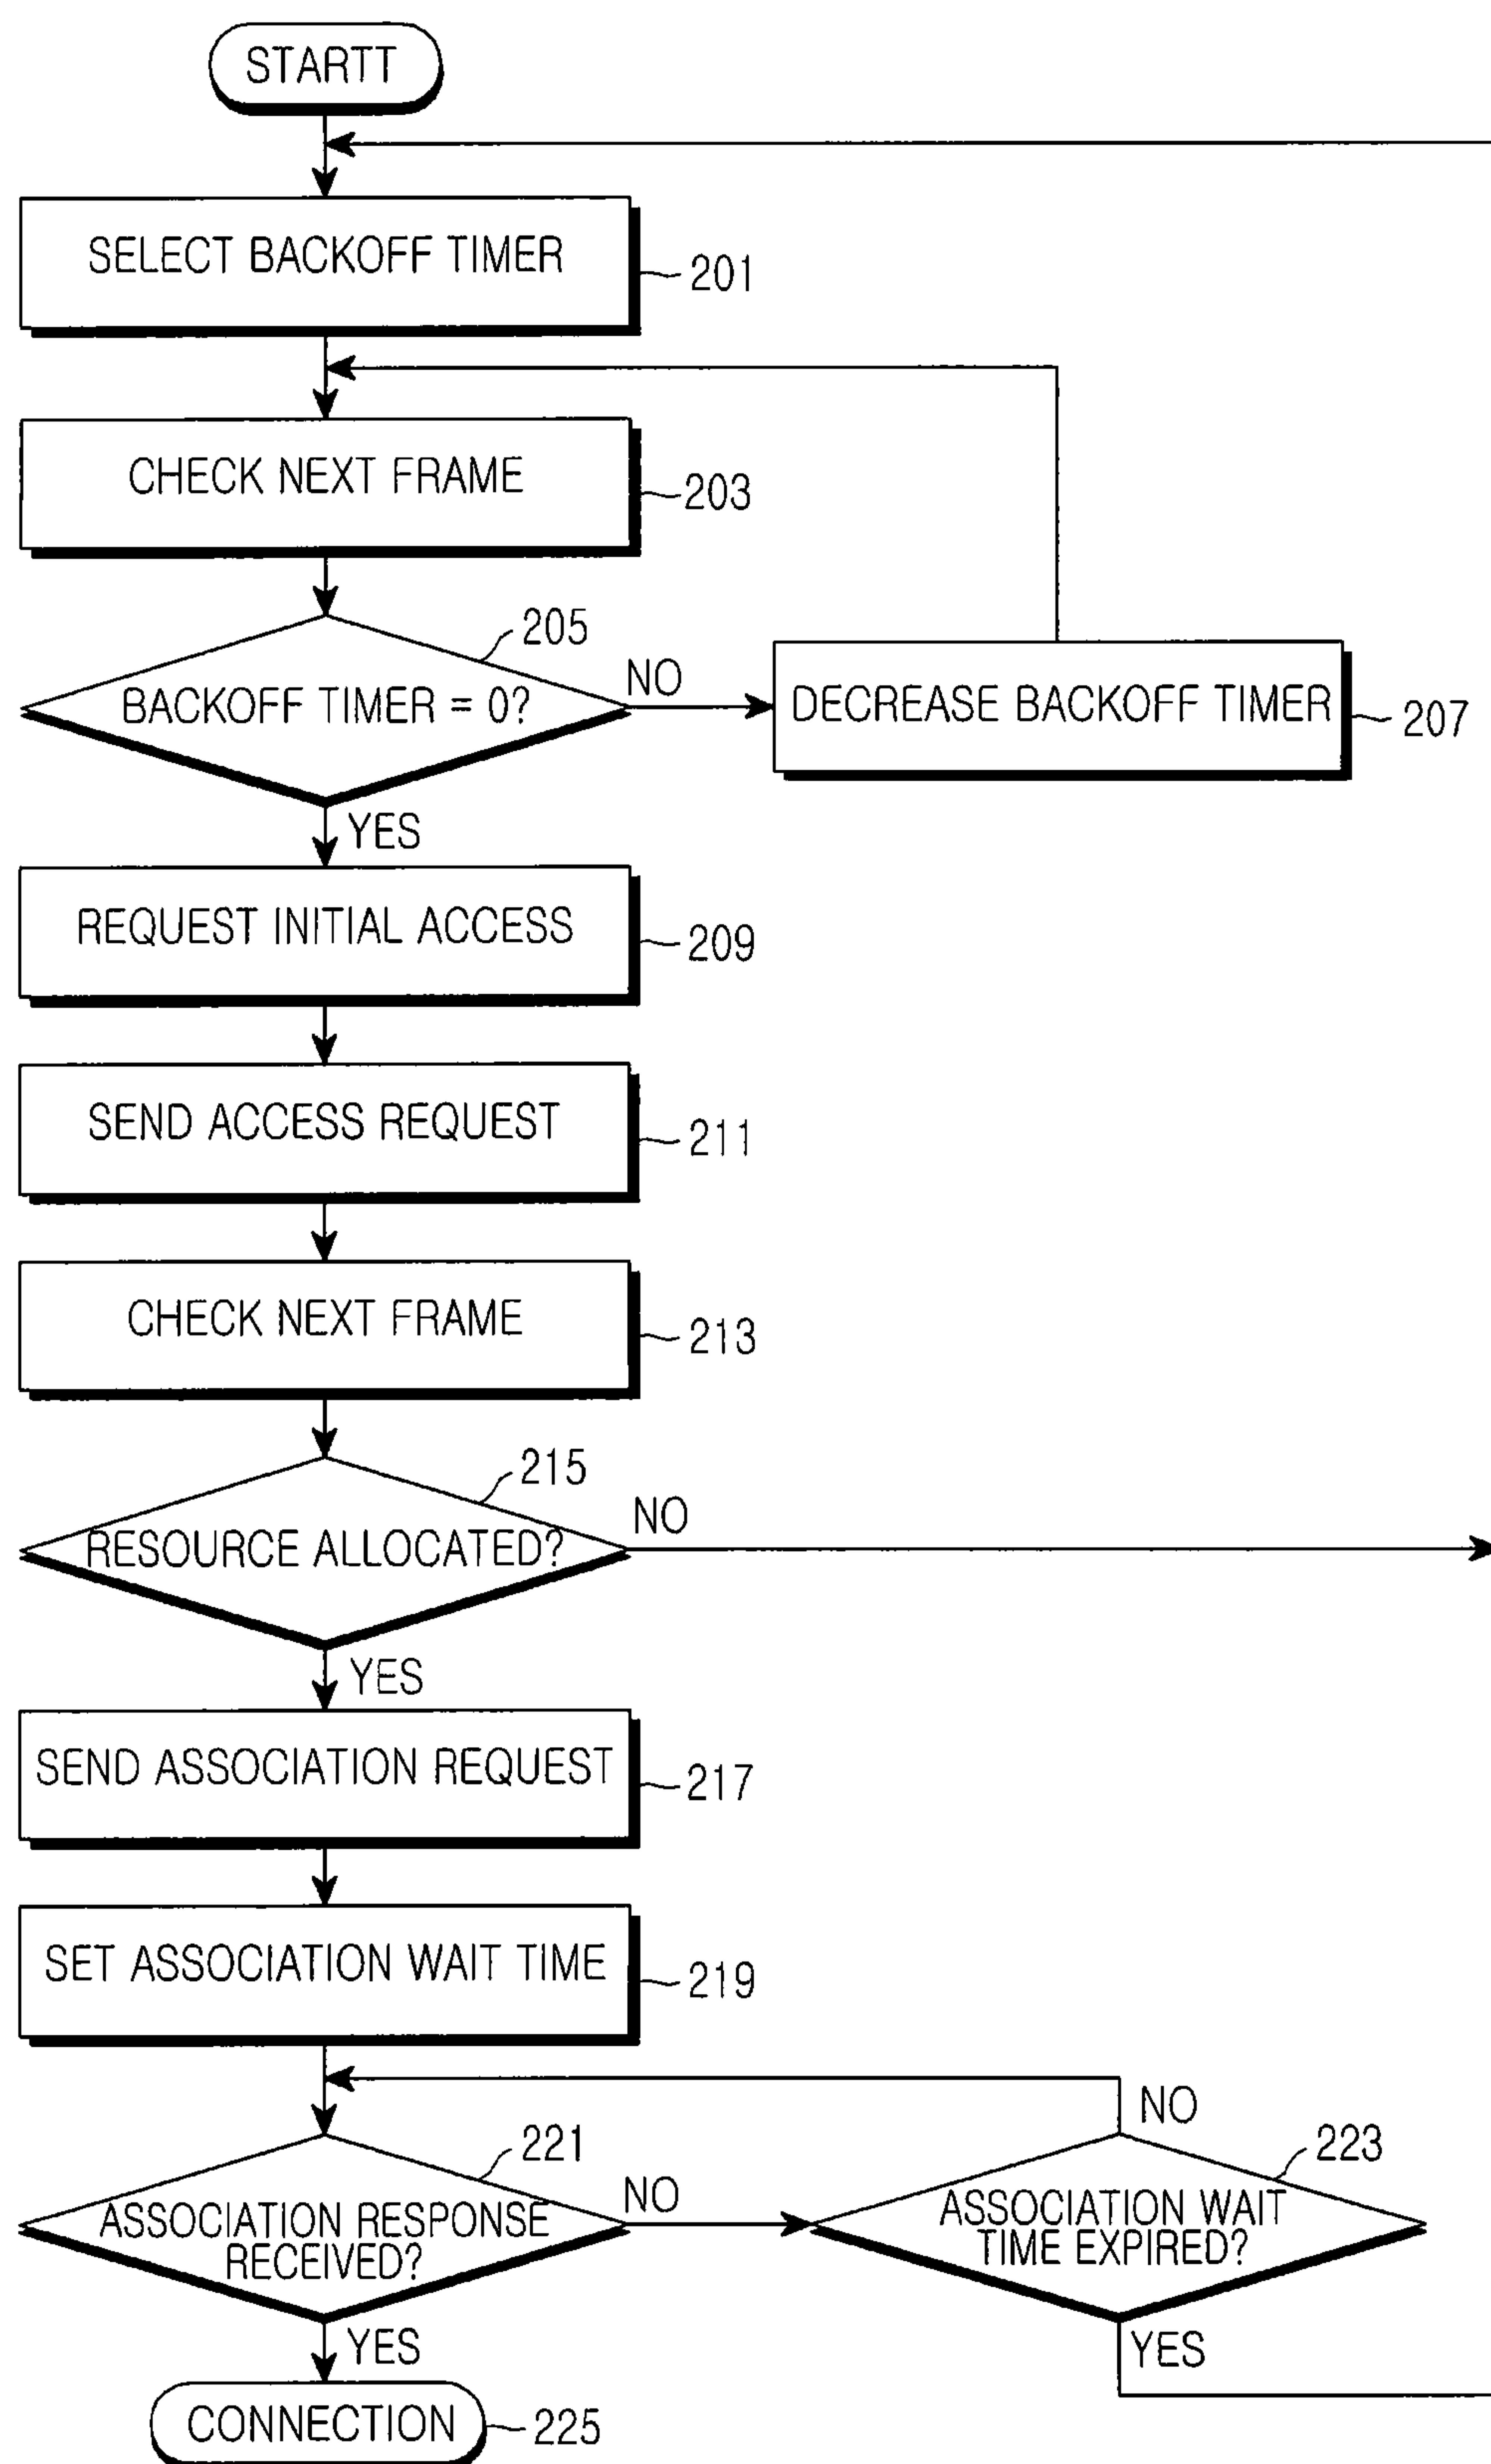 STARTT
SELECT BACKOFF TIMER
201
CHECK NEXT FRAME
203
205
BACKOFF TIMER = 0?
NO
DECREASE BACKOFF TIMER
207
YES
REQUEST INITIAL ACCESS
209
SEND ACCESS REQUEST
211
CHECK NEXT FRAME
213
215
RESOURCE ALLOCATED?
NO
YES
SEND ASSOCIATION REQUEST
217
SET ASSOCIATION WAIT TIME
219
221
ASSOCIATION RESPONSE
RECEIVED?
NO
NO
223
ASSOCIATION WAIT
TIME EXPIRED?
YES
YES
CONNECTION
225